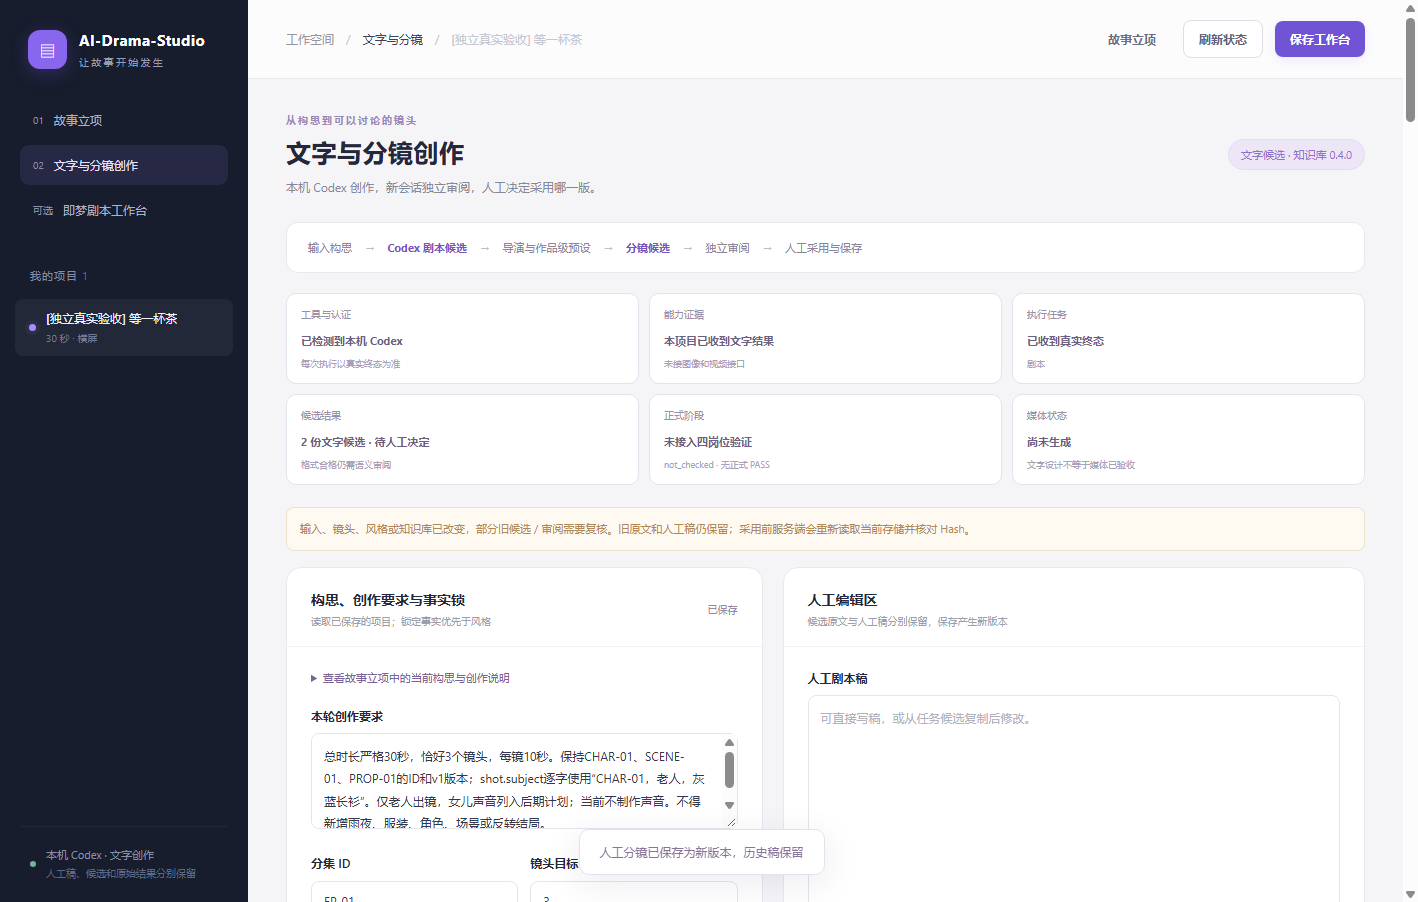 AI-Drama-Studio
让故事开始发生
01 故事立项
02 文字与分镜创作
可选 即梦剧本工作台
我的项目 1
[独立真实验收] 等一杯茶
30 秒 · 横屏
本机 Codex · 文字创作
人工稿、候选和原始结果分别保留
工作空间 / 文字与分镜 / [独立真实验收] 等一杯茶
故事立项
刷新状态
保存工作台
从构思到可以讨论的镜头
文字与分镜创作
本机 Codex 创作，新会话独立审阅，人工决定采用哪一版。
文字候选 · 知识库 0.4.0
输入构思 → Codex 剧本候选 → 导演与作品级预设 → 分镜候选 → 独立审阅 → 人工采用与保存
工具与认证
已检测到本机 Codex
每次执行以真实终态为准
能力证据
本项目已收到文字结果
未接图像和视频接口
执行任务
已收到真实终态
剧本
候选结果
2 份文字候选 · 待人工决定
格式合格仍需语义审阅
正式阶段
未接入四岗位验证
not_checked · 无正式 PASS
媒体状态
尚未生成
文字设计不等于媒体已验收
输入、镜头、风格或知识库已改变，部分旧候选 / 审阅需要复核。旧原文和人工稿仍保留；采用前服务端会重新读取当前存储并核对 Hash。
构思、创作要求与事实锁
读取已保存的项目；锁定事实优先于风格
已保存
▶ 查看故事立项中的当前构思与创作说明
本轮创作要求
总时长严格30秒，恰好3个镜头，每镜10秒。保持CHAR-01、SCENE-
01、PROP-01的ID和v1版本；shot.subject逐字使用“CHAR-01，老人，灰
蓝长衫”。仅老人出镜，女儿声音列入后期计划；当前不制作声音。不得
新增雨夜、服装、角色、场景或反转结局。
分集 ID
镜头目标
EP-01
3
人工编辑区
候选原文与人工稿分别保留，保存产生新版本
人工剧本稿
可直接写稿，或从任务候选复制后修改。
人工分镜已保存为新版本，历史稿保留